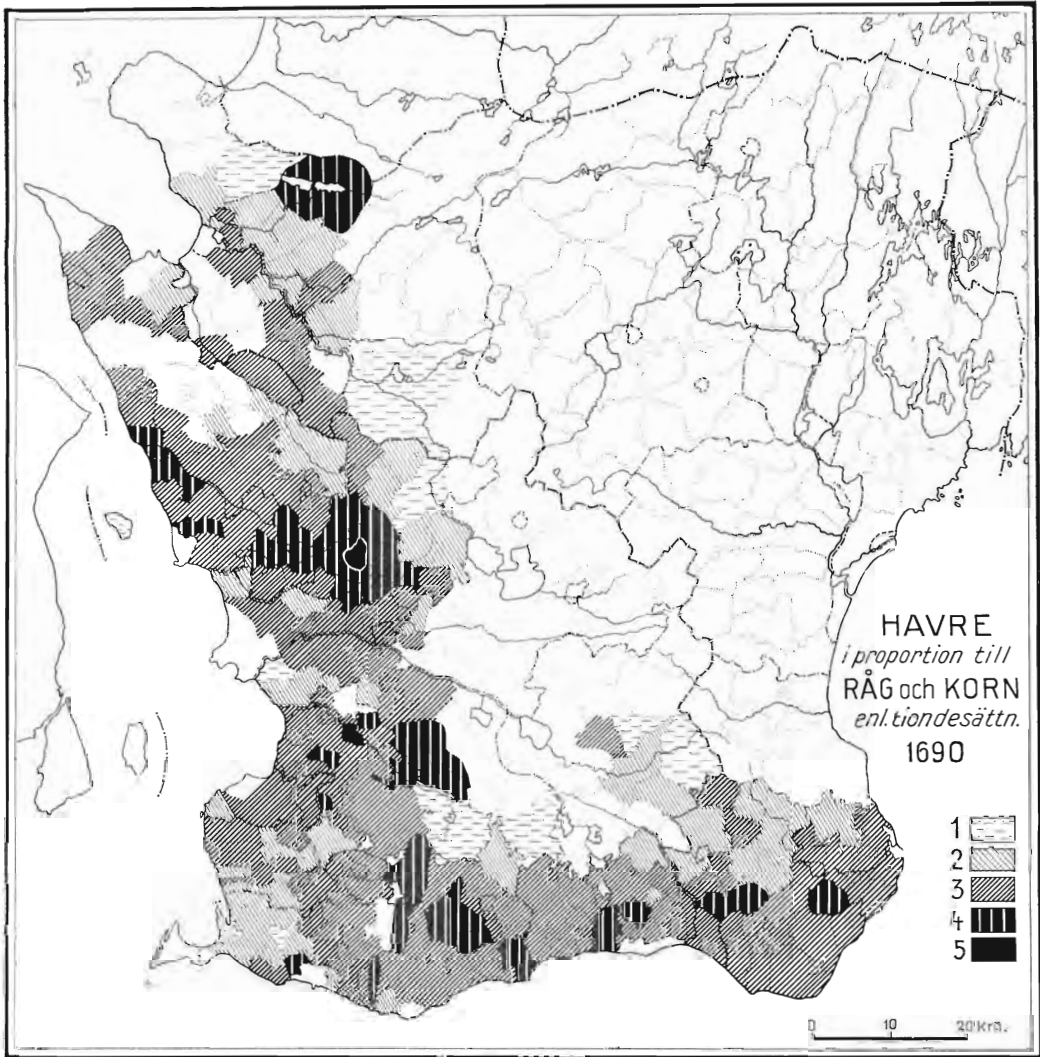 HAVRE
i proportion till
RÅG och KORN
enl. tiondesättn.
1690
1
2
3
4
5
0 10 20 Km.